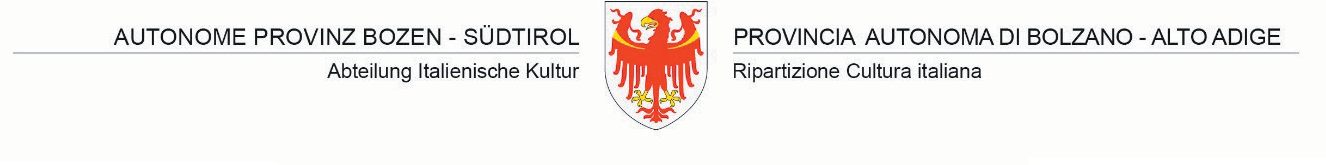 AUTONOME PROVINZ BOZEN - SÜDTIROL
Abteilung Italienische Kultur
PROVINCIA AUTONOMA DI BOLZANO - ALTO ADIGE
Ripartizione Cultura italiana